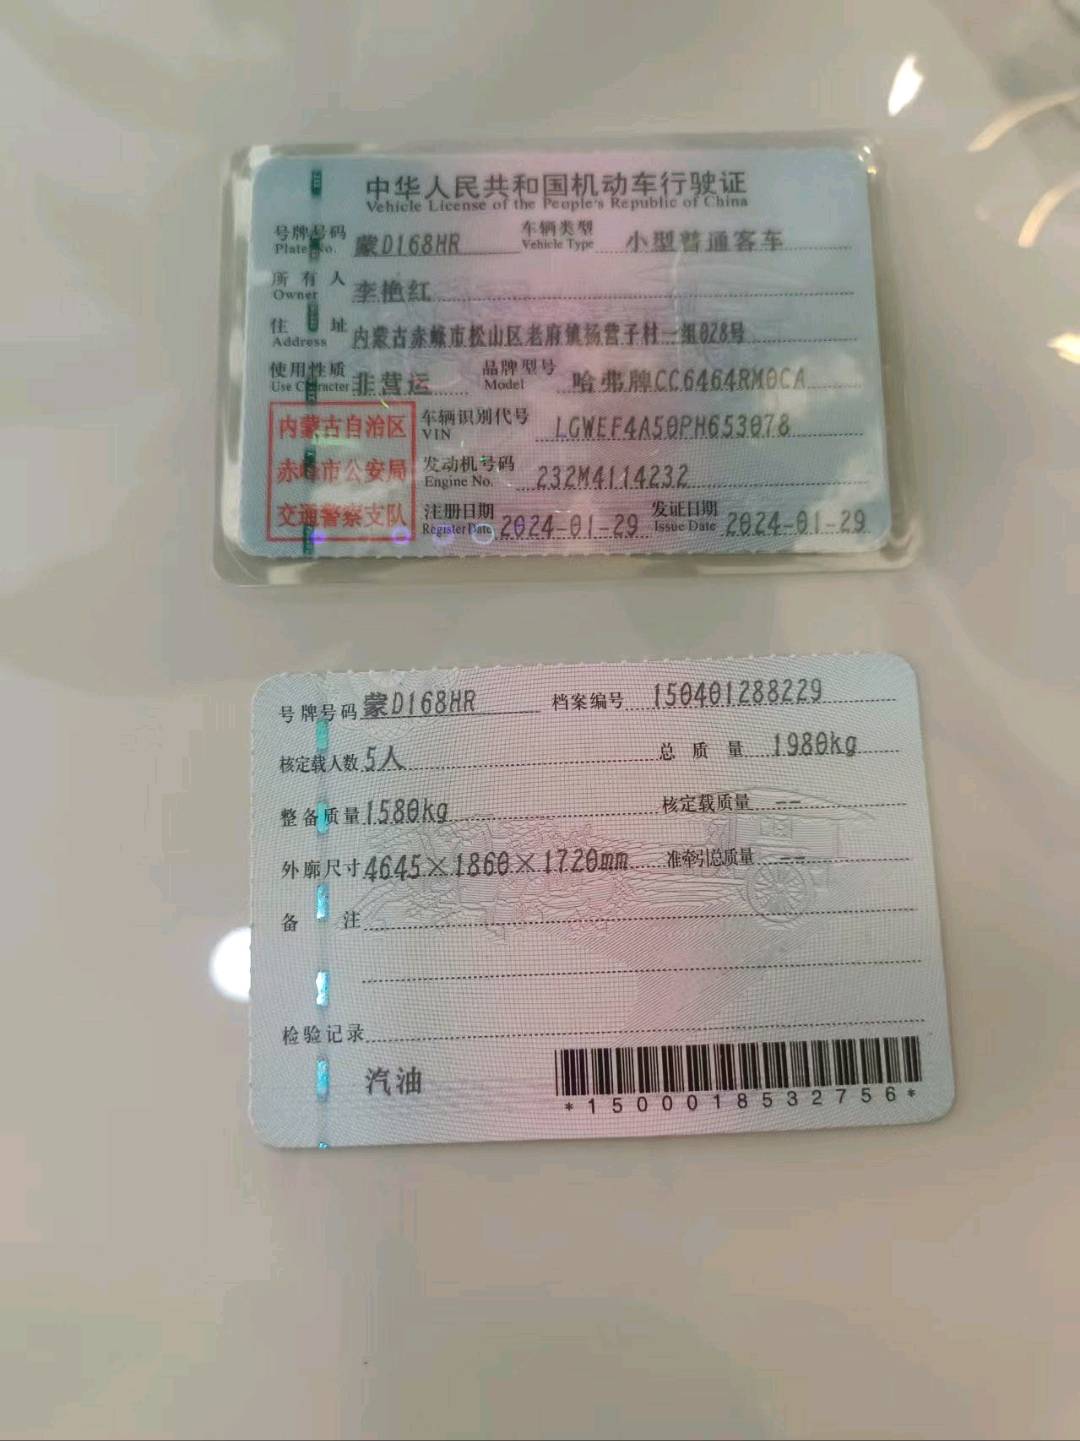 中华人民共和国机动车行驶证
Vehicle License of the People's Republic of China
号牌号码 蒙D168HR 车辆类型 小型普通客车
Plate No. Vehicle Type
所有人 李艳红
Owner
住址 内蒙古赤峰市松山区老府镇杨营子村一组028号
Address
使用性质 非营运 品牌型号 哈弗牌CC6464RM0CA
Use Character Model
内蒙古自治区
赤峰市公安局
交通警察支队
车辆识别代号 LGWEF4A50PH653078
VIN
发动机号码 232M4114232
Engine No.
注册日期 2024-01-29 发证日期 2024-01-29
Register Date Issue Date
号牌号码 蒙D168HR 档案编号 150401288229
核定载人数 5人 总质量 1980kg
整备质量 1580kg 核定载质量 --
外廓尺寸 4645×1860×1720mm 准牵引总质量 --
备注
检验记录
汽油
*1500018532756*